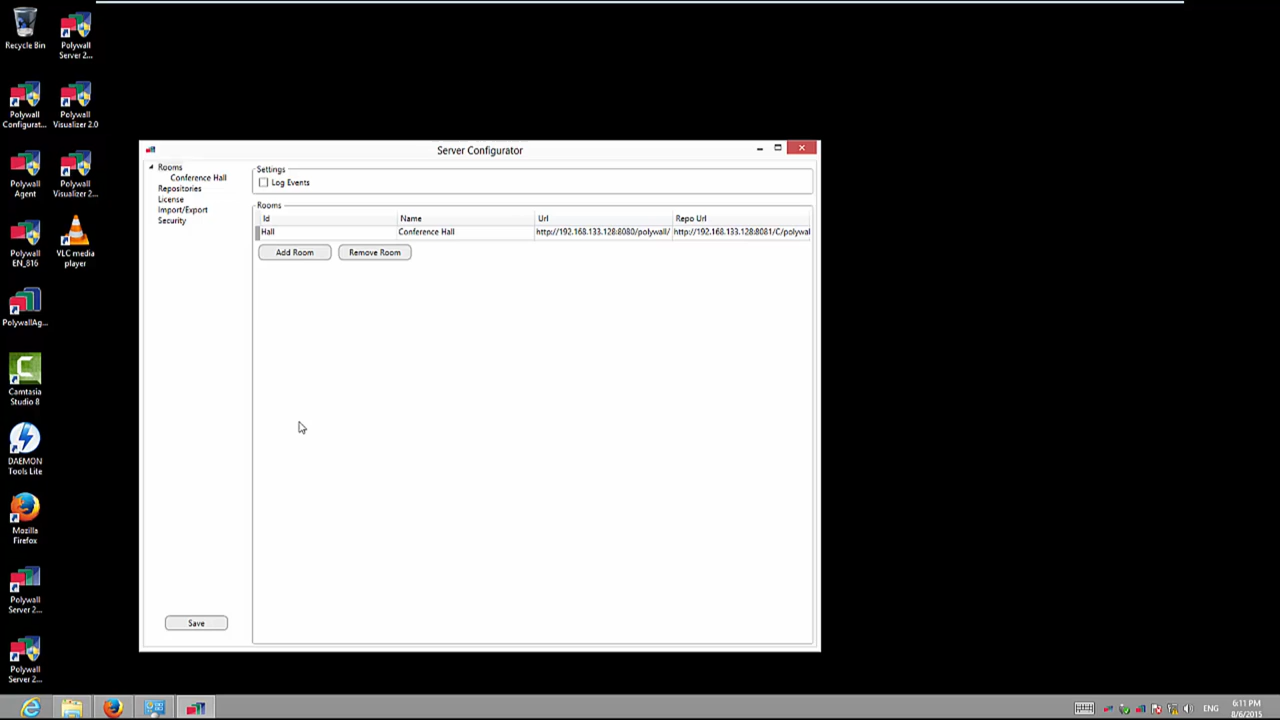 Recycle Bin
Polywall
Server 2...
Polywall
Configurat...
Polywall
Visualizer 2.0
Polywall
Agent
Polywall
Visualizer 2...
Polywall
EN_816
VLC media
player
PolywallAg...
Camtasia
Studio 8
DAEMON
Tools Lite
Mozilla
Firefox
Polywall
Server 2...
Polywall
Server 2...
Server Configurator
Rooms
Conference Hall
Repositories
License
Import/Export
Security
Save
Settings
Log Events
Rooms
Id Name Url Repo Url
Hall Conference Hall http://192.168.133.128:8080/polywall/ http://192.168.133.128:8081/C/polywal
Add Room Remove Room
ENG
6:11 PM
8/6/2015